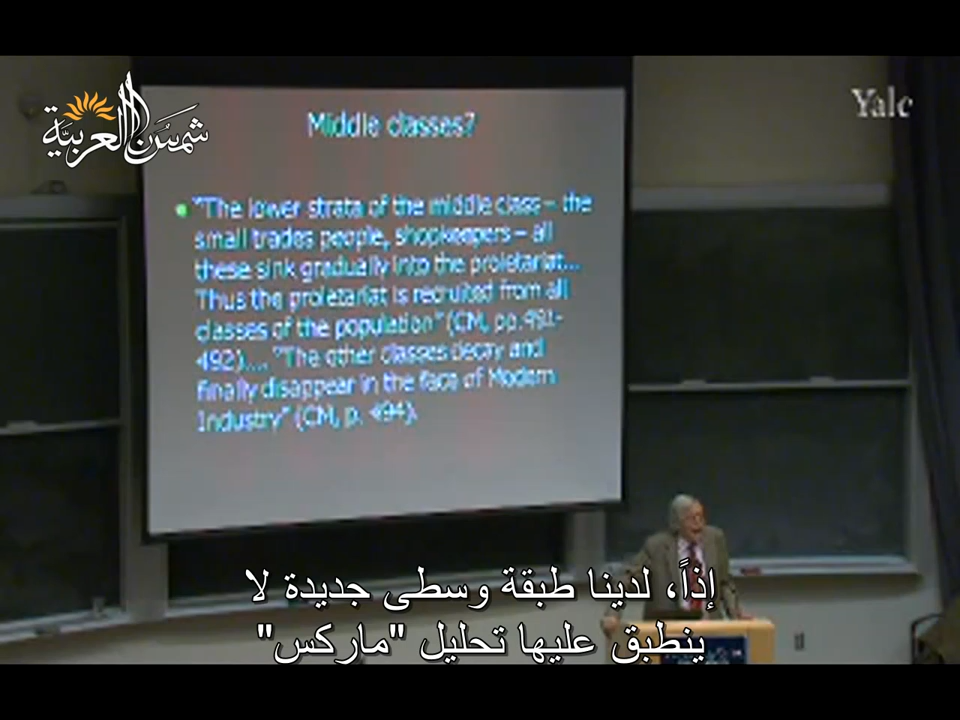 شمس العربية
Yale
Middle classes?
"The lower strata of the middle class – the
small trades people, shopkeepers – all
these sink gradually into the proletariat...
Thus the proletariat is recruited from all
classes of the population" (CM, pp.491-
492).... "The other classes decay and
finally disappear in the face of Modern
Industry" (CM, p. 494).
إذاً، لدينا طبقة وسطى جديدة لا
ينطبق عليها تحليل "ماركس"